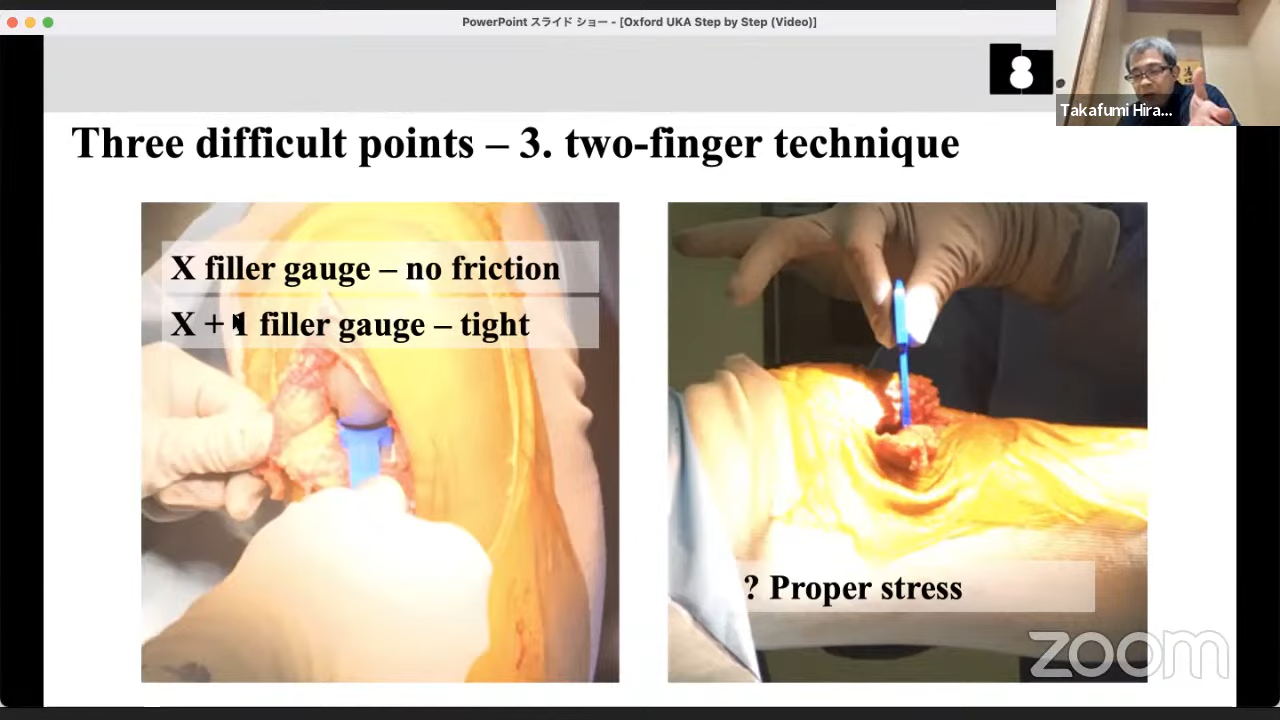 PowerPoint スライド ショー - [Oxford UKA Step by Step (Video)]
Takafumi Hira...
Three difficult points – 3. two-finger technique
X filler gauge – no friction
X + 1 filler gauge – tight
? Proper stress
zoom